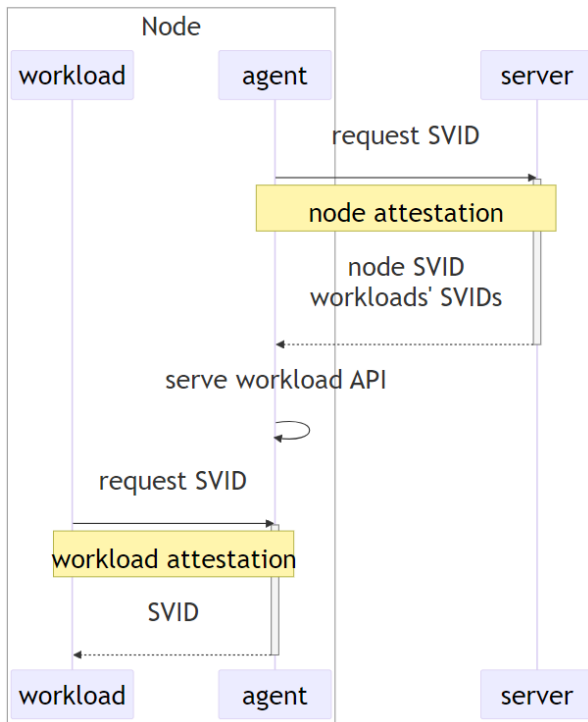 Node
workload agent server
request SVID
node attestation
node SVID
workloads' SVIDs
serve workload API
request SVID
workload attestation
SVID
workload agent server